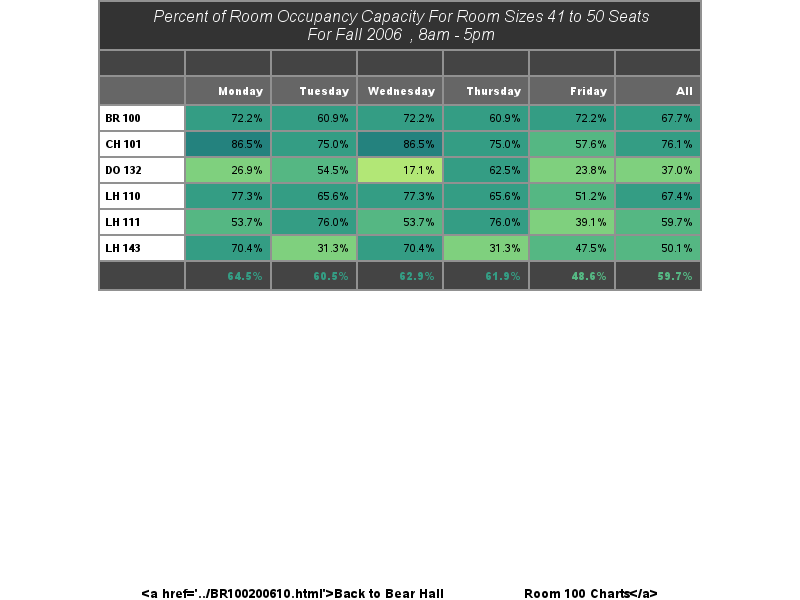 Percent of Room Occupancy Capacity For Room Sizes 41 to 50 Seats
For Fall 2006 , 8am - 5pm
Monday Tuesday Wednesday Thursday Friday All
BR 100 72.2% 60.9% 72.2% 60.9% 72.2% 67.7%
CH 101 86.5% 75.0% 86.5% 75.0% 57.6% 76.1%
DO 132 26.9% 54.5% 17.1% 62.5% 23.8% 37.0%
LH 110 77.3% 65.6% 77.3% 65.6% 51.2% 67.4%
LH 111 53.7% 76.0% 53.7% 76.0% 39.1% 59.7%
LH 143 70.4% 31.3% 70.4% 31.3% 47.5% 50.1%
64.5% 60.5% 62.9% 61.9% 48.6% 59.7%
<a href='../BR100200610.html'>Back to Bear Hall Room 100 Charts</a>